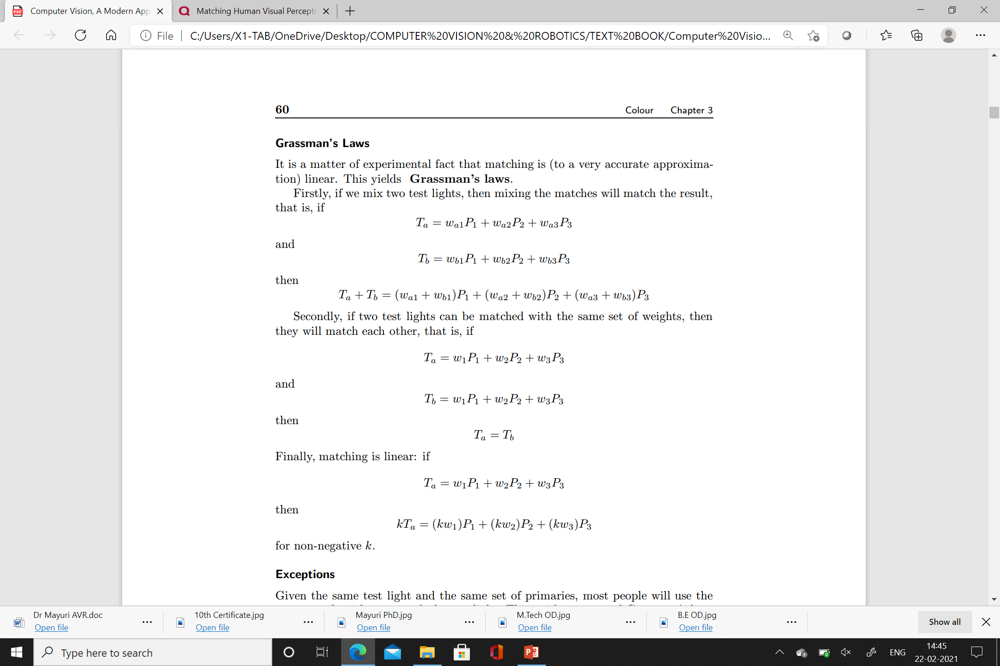 Computer Vision, A Modern App
Matching Human Visual Percepti
File
C:/Users/X1-TAB/OneDrive/Desktop/COMPUTER%20VISION%20&%20ROBOTICS/TEXT%20BOOK/Computer%20Visio...
60 Colour Chapter 3
Grassman's Laws
It is a matter of experimental fact that matching is (to a very accurate approxima-
tion) linear. This yields Grassman's laws.
Firstly, if we mix two test lights, then mixing the matches will match the result,
that is, if
T_a = w_{a1}P_1 + w_{a2}P_2 + w_{a3}P_3
and
T_b = w_{b1}P_1 + w_{b2}P_2 + w_{b3}P_3
then
T_a + T_b = (w_{a1} + w_{b1})P_1 + (w_{a2} + w_{b2})P_2 + (w_{a3} + w_{b3})P_3
Secondly, if two test lights can be matched with the same set of weights, then
they will match each other, that is, if
T_a = w_1P_1 + w_2P_2 + w_3P_3
and
T_b = w_1P_1 + w_2P_2 + w_3P_3
then
T_a = T_b
Finally, matching is linear: if
T_a = w_1P_1 + w_2P_2 + w_3P_3
then
kT_a = (kw_1)P_1 + (kw_2)P_2 + (kw_3)P_3
for non-negative k.
Exceptions
Given the same test light and the same set of primaries, most people will use the
Dr Mayuri AVR.doc
Open file
10th Certificate.jpg
Open file
Mayuri PhD.jpg
Open file
M.Tech OD.jpg
Open file
B.E OD.jpg
Open file
Show all
Type here to search
ENG
14:45
22-02-2021